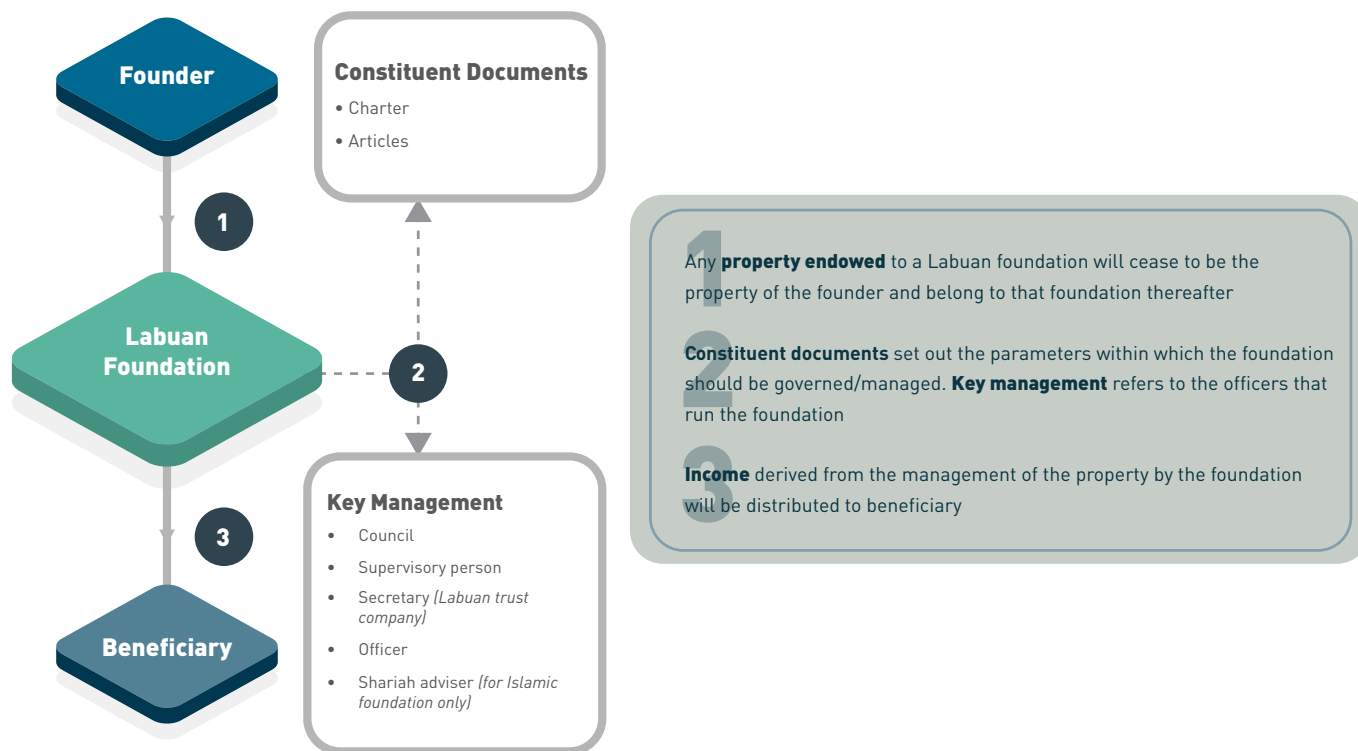 Founder
1
Labuan
Foundation
3
Beneficiary
Constituent Documents
• Charter
• Articles
2
Key Management
• Council
• Supervisory person
• Secretary (Labuan trust
company)
• Officer
• Shariah adviser (for Islamic
foundation only)
1
Any property endowed to a Labuan foundation will cease to be the
property of the founder and belong to that foundation thereafter
2
Constituent documents set out the parameters within which the foundation
should be governed/managed. Key management refers to the officers that
run the foundation
3
Income derived from the management of the property by the foundation
will be distributed to beneficiary